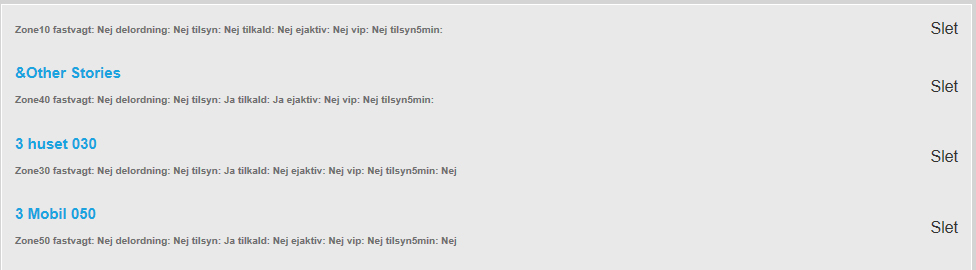 Zone10 fastvagt: Nej delordning: Nej tilsyn: Nej tilkald: Nej ejaktiv: Nej vip: Nej tilsyn5min:
Slet
&Other Stories
Slet
Zone40 fastvagt: Nej delordning: Nej tilsyn: Ja tilkald: Ja ejaktiv: Nej vip: Nej tilsyn5min:
3 huset 030
Slet
Zone30 fastvagt: Nej delordning: Nej tilsyn: Ja tilkald: Nej ejaktiv: Nej vip: Nej tilsyn5min: Nej
3 Mobil 050
Slet
Zone50 fastvagt: Nej delordning: Nej tilsyn: Ja tilkald: Nej ejaktiv: Nej vip: Nej tilsyn5min: Nej